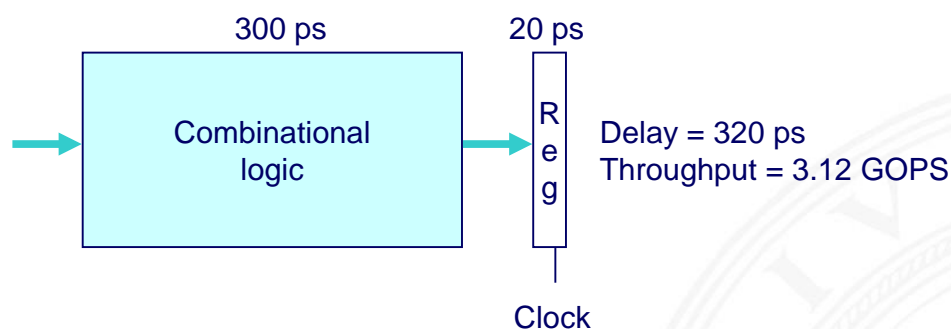 300 ps
20 ps
Combinational
logic
R
e
g
Delay = 320 ps
Throughput = 3.12 GOPS
Clock